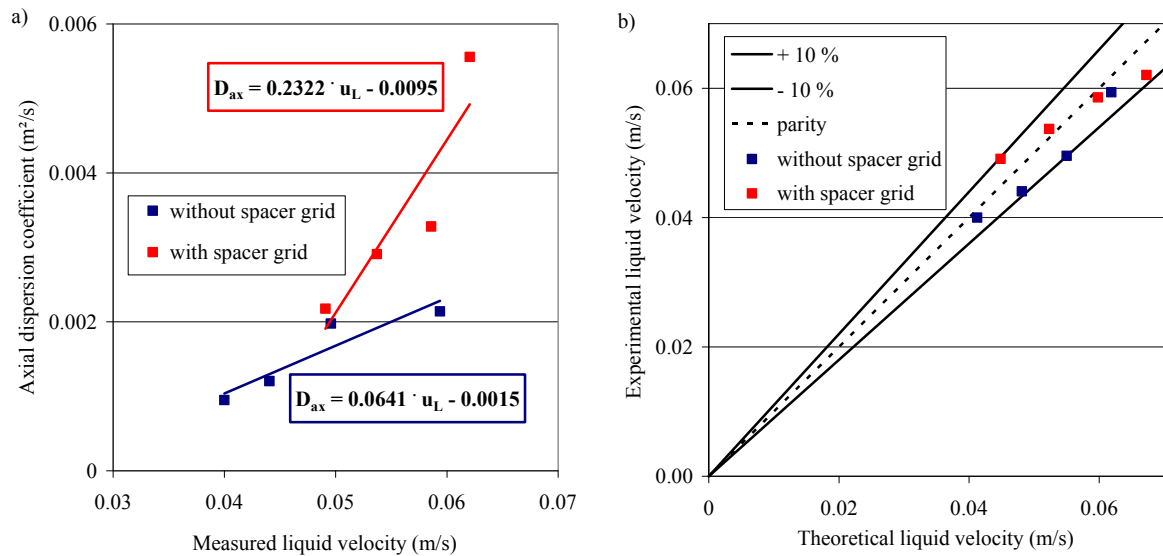 a)
0.006
0.004
0.002
0
0.03
0.04
0.05
0.06
0.07
Axial dispersion coefficient (m²/s)
Measured liquid velocity (m/s)
D_ax = 0.2322 · u_L - 0.0095
without spacer grid
with spacer grid
D_ax = 0.0641 · u_L - 0.0015
b)
0.06
0.04
0.02
0.00
0
0.02
0.04
0.06
Experimental liquid velocity (m/s)
Theoretical liquid velocity (m/s)
+ 10 %
- 10 %
parity
without spacer grid
with spacer grid